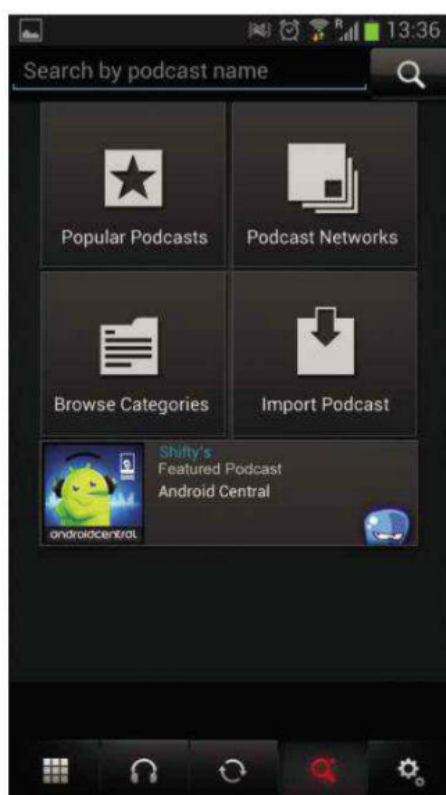 R 13:36
Search by podcast name
Popular Podcasts
Podcast Networks
Browse Categories
Import Podcast
Shifty's
Featured Podcast
Android Central
androidcentral